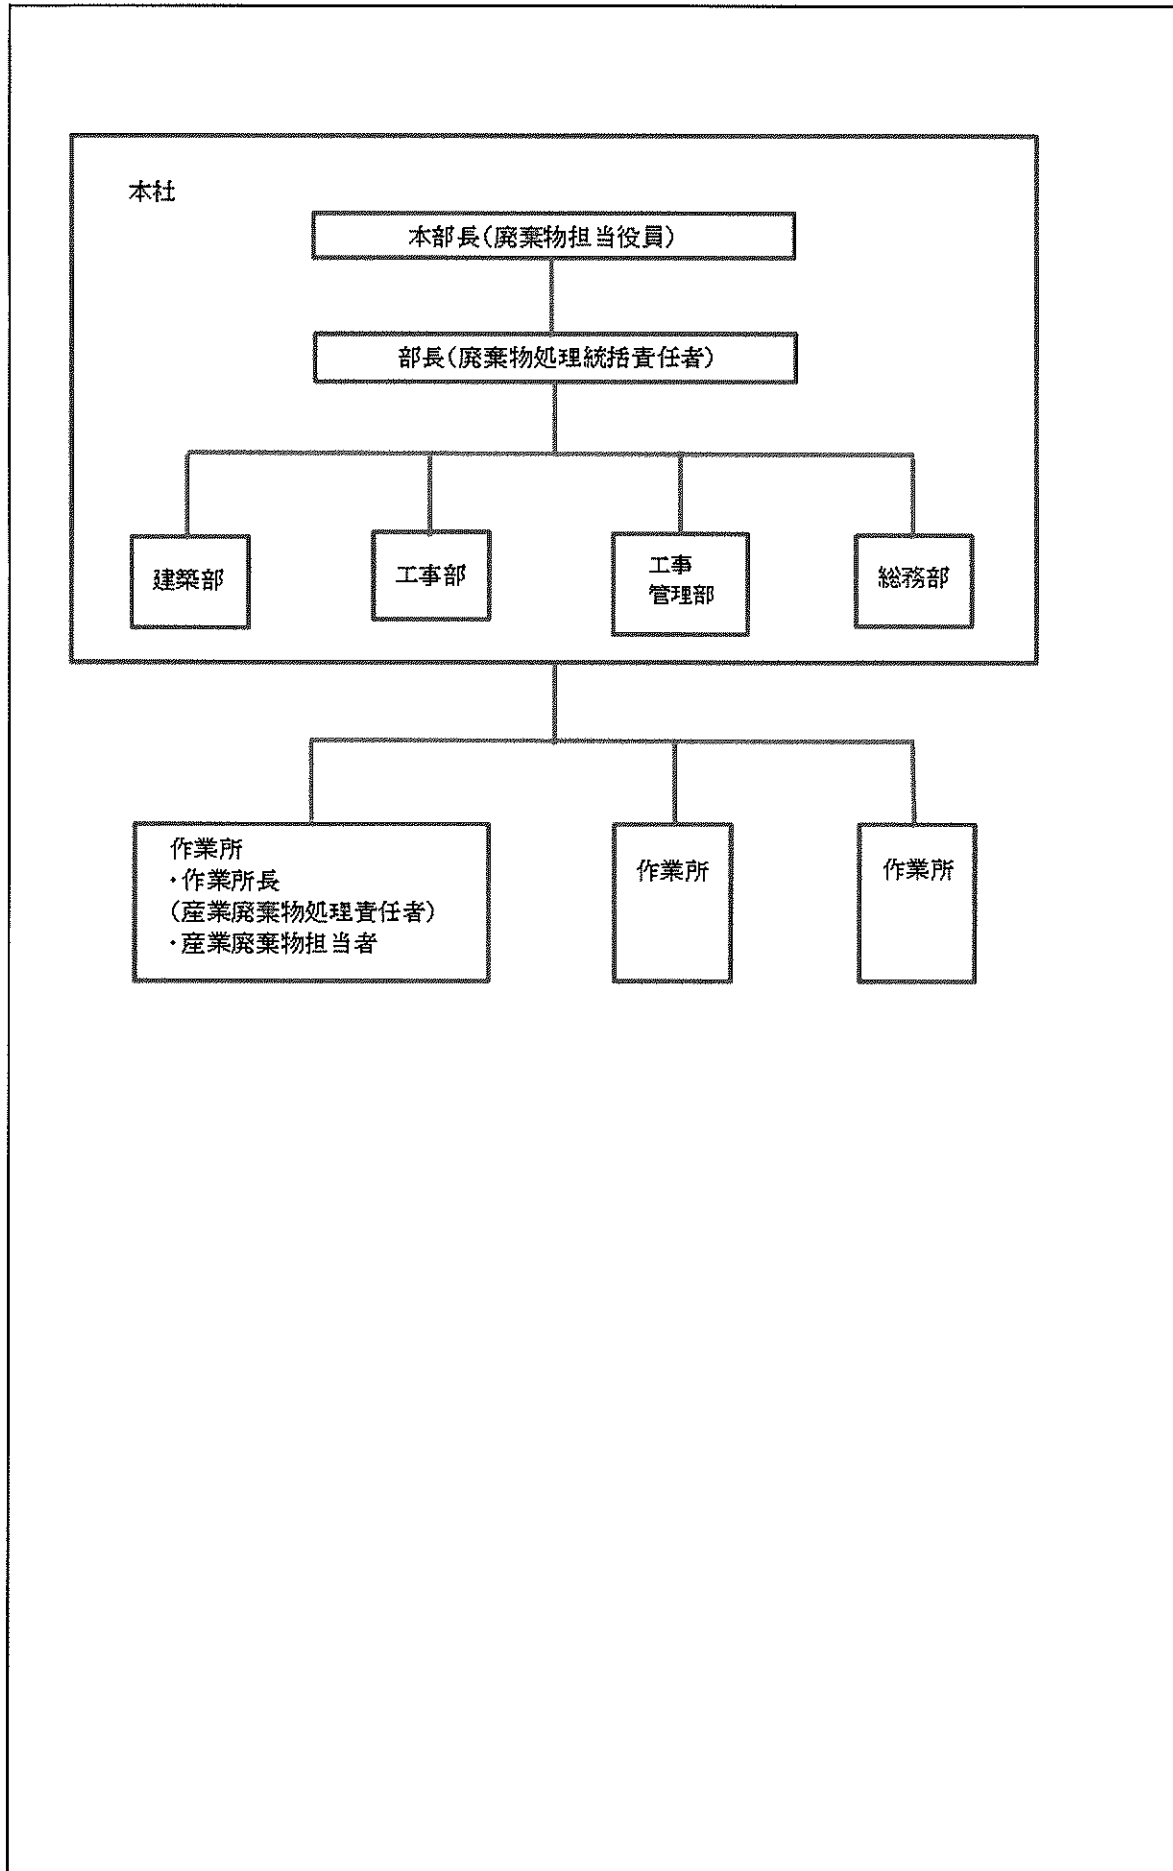 本社
本部長(廃棄物担当役員)
部長(廃棄物処理統括責任者)
建築部
工事部
工事
管理部
総務部
作業所
・作業所長
(産業廃棄物処理責任者)
・産業廃棄物担当者
作業所
作業所